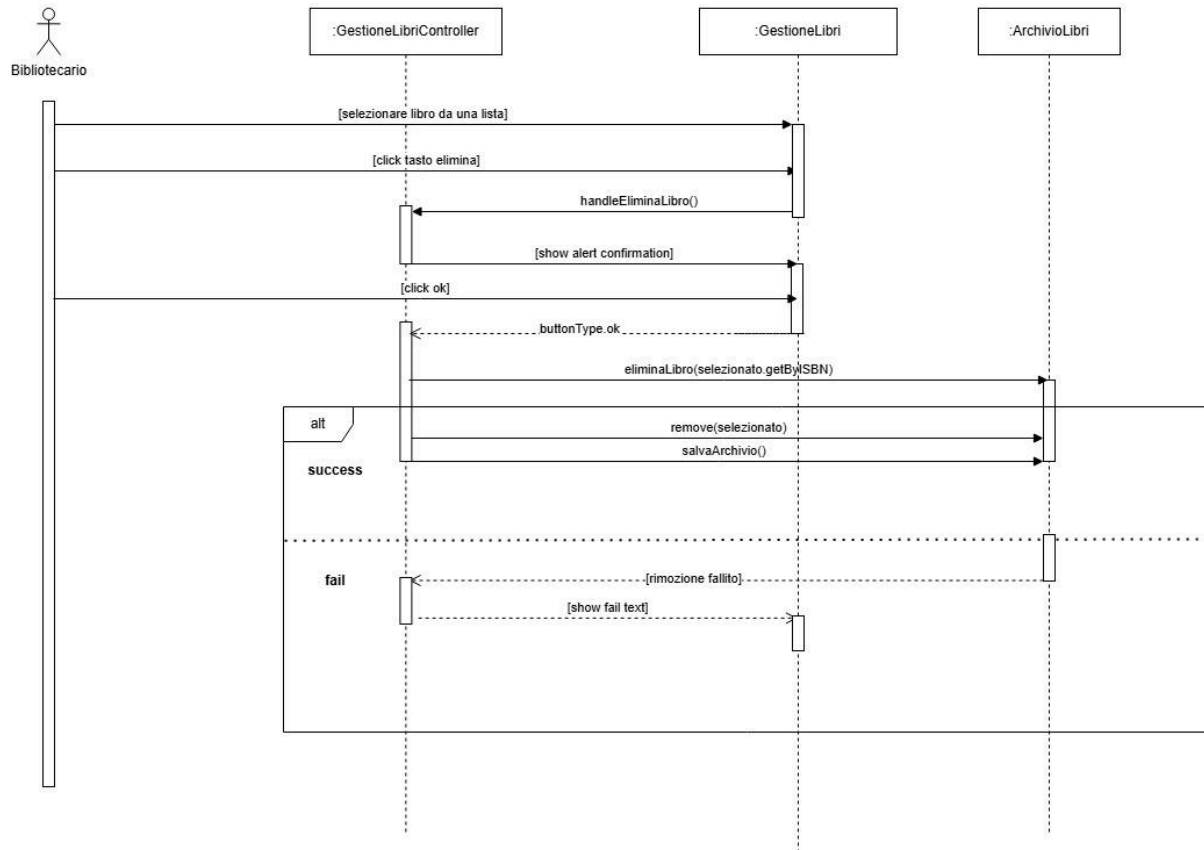 :GestioneLibriController
:GestioneLibri
:ArchivioLibri
Bibliotecario
[selezionare libro da una lista]
[click tasto elimina]
handleEliminaLibro()
[show alert confirmation]
[click ok]
buttonType.ok
eliminaLibro(selezionato.getByISBN)
alt
remove(selezionato)
salvaArchivio()
success
[rimozione fallito]
fail
[show fail text]